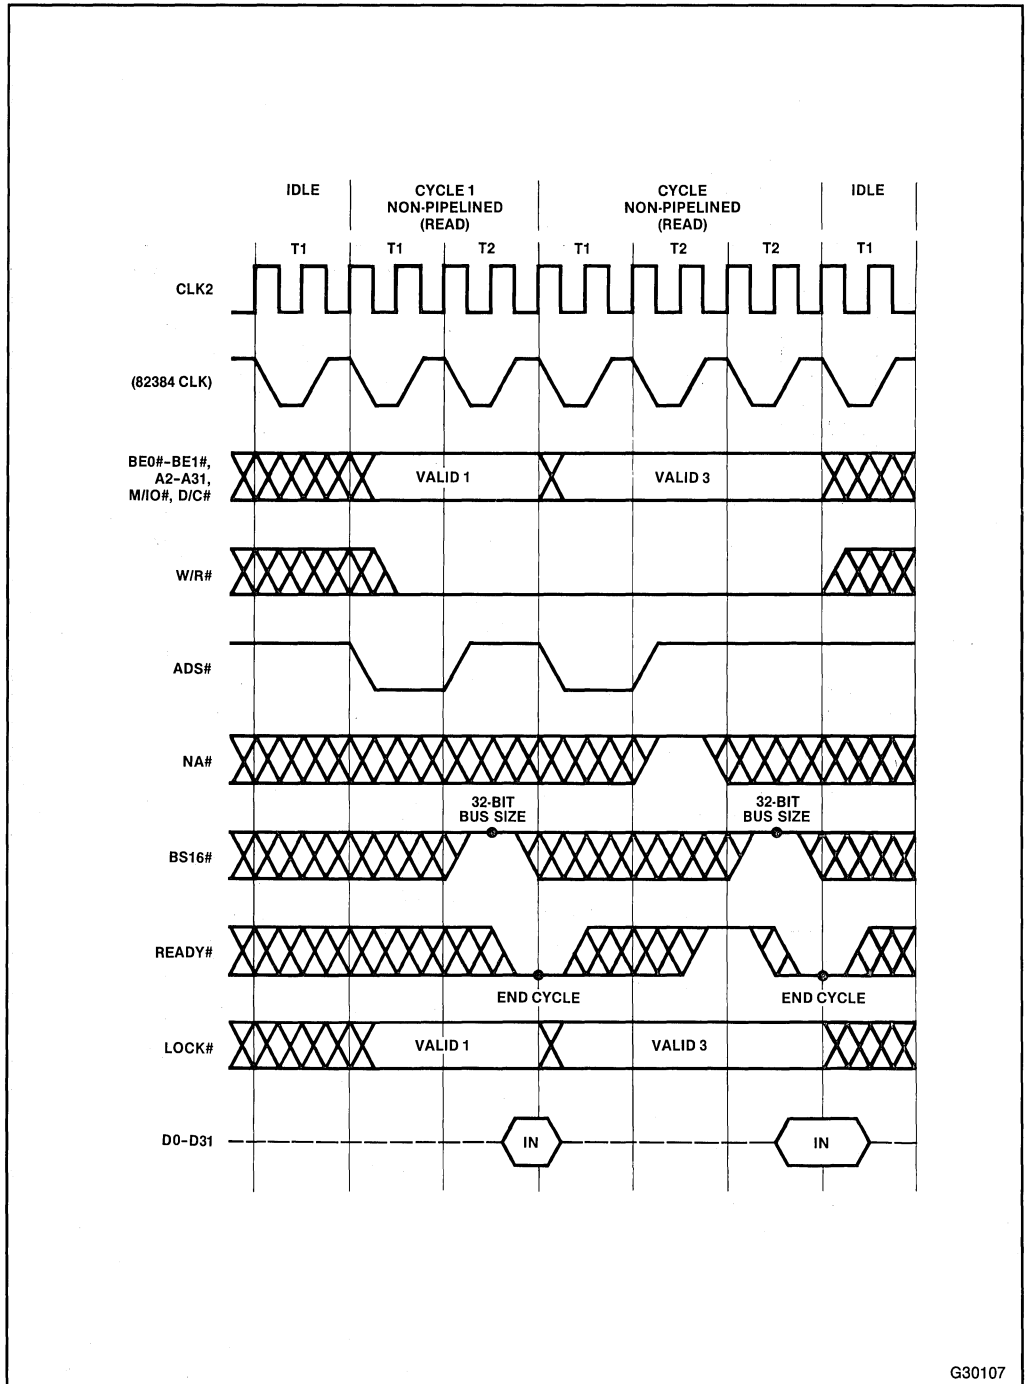 IDLE
CYCLE 1
NON-PIPELINED
(READ)
CYCLE
NON-PIPELINED
(READ)
IDLE
T1 T1 T2 T1 T2 T2 T1
CLK2
(82384 CLK)
BE0#-BE1#,
A2-A31,
M/IO#, D/C#
VALID 1 VALID 3
W/R#
ADS#
NA#
32-BIT
BUS SIZE
32-BIT
BUS SIZE
BS16#
READY#
END CYCLE END CYCLE
LOCK# VALID 1 VALID 3
D0-D31 IN IN
G30107